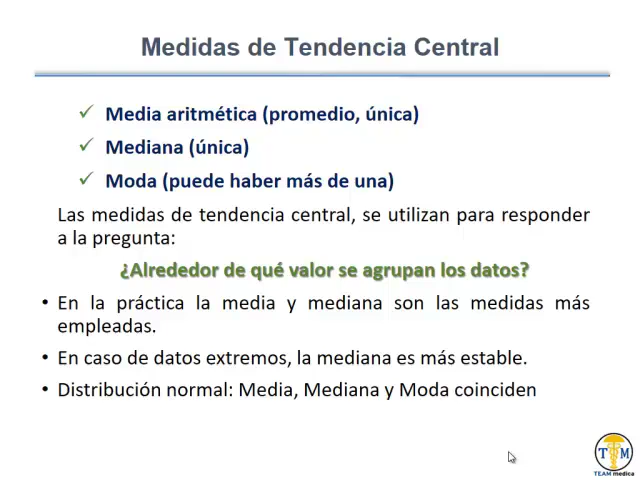 Medidas de Tendencia Central
✓ Media aritmética (promedio, única)
✓ Mediana (única)
✓ Moda (puede haber más de una)
Las medidas de tendencia central, se utilizan para responder
a la pregunta:
¿Alrededor de qué valor se agrupan los datos?
• En la práctica la media y mediana son las medidas más
empleadas.
• En caso de datos extremos, la mediana es más estable.
• Distribución normal: Media, Mediana y Moda coinciden
T M
TEAM medica